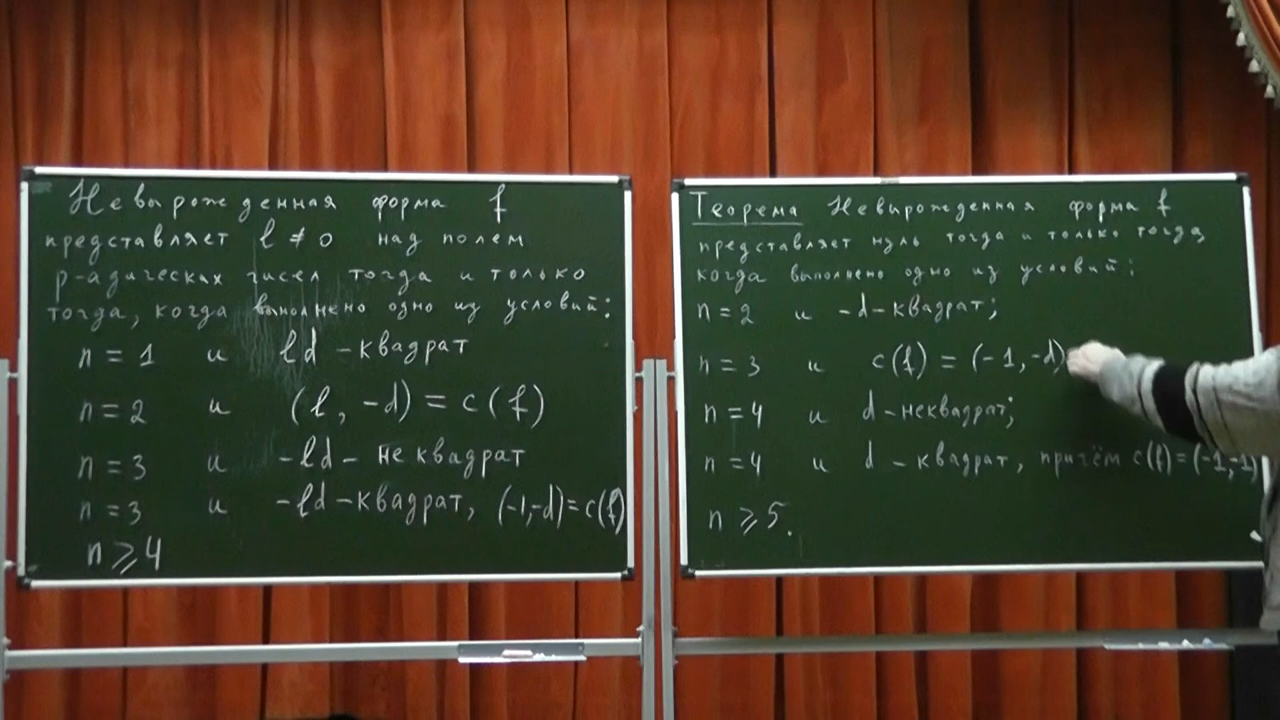 Невырожденная форма f
представляет l ≠ 0 над полем
p-адических чисел тогда и только
тогда, когда выполнено одно из условий:
n = 1 и ld - квадрат
n = 2 и (l, -d) = c(f)
n = 3 и -ld - неквадрат
n = 3 и -ld - квадрат, (-1,-d) = c(f)
n ⩾ 4
Теорема Невырожденная форма f
представляет нуль тогда и только тогда,
когда выполнено одно из условий:
n = 2 и -d - квадрат;
n = 3 и c(f) = (-1, -d)
n = 4 и d - неквадрат;
n = 4 и d - квадрат, причём c(f) = (-1,-1)
n ⩾ 5.